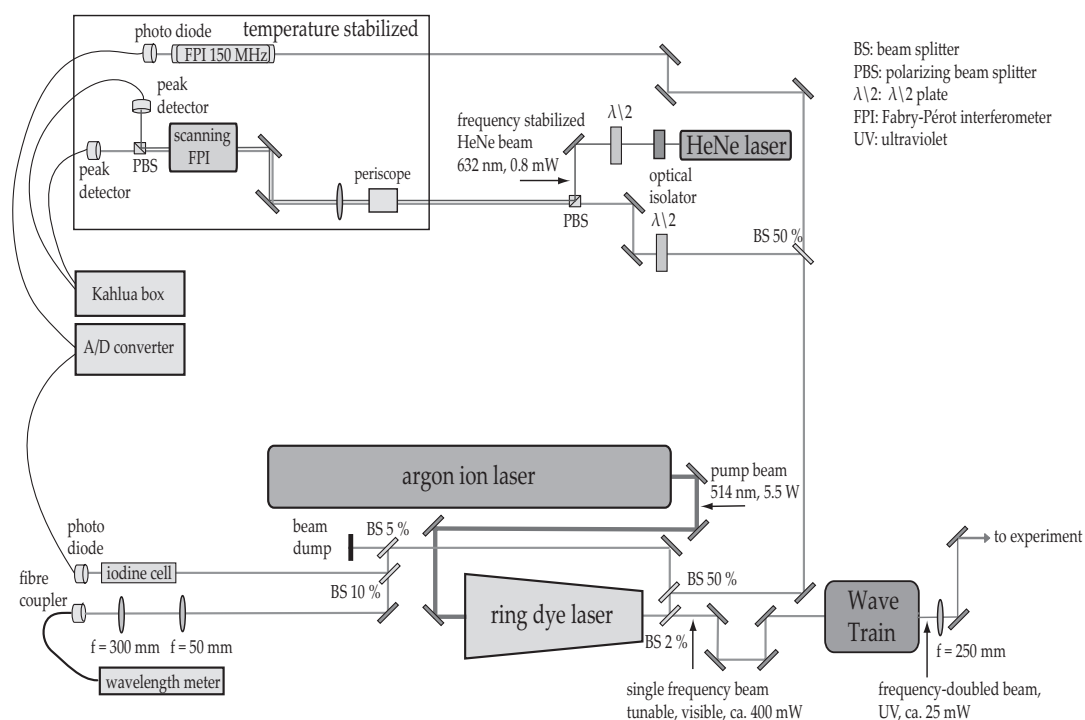 photo diode
FPI 150 MHz
temperature stabilized
peak
detector
scanning
FPI
PBS
peak
detector
periscope
frequency stabilized
HeNe beam
632 nm, 0.8 mW
λ\2
HeNe laser
optical
isolator
λ\2
PBS
BS 50 %
BS: beam splitter
PBS: polarizing beam splitter
λ\2: λ\2 plate
FPI: Fabry-Pérot interferometer
UV: ultraviolet
Kahlua box
A/D converter
argon ion laser
pump beam
514 nm, 5.5 W
beam
dump
BS 5 %
photo
diode
iodine cell
BS 10 %
fibre
coupler
f = 300 mm
f = 50 mm
wavelength meter
ring dye laser
BS 50 %
BS 2 %
single frequency beam
tunable, visible, ca. 400 mW
Wave
Train
to experiment
f = 250 mm
frequency-doubled beam,
UV, ca. 25 mW